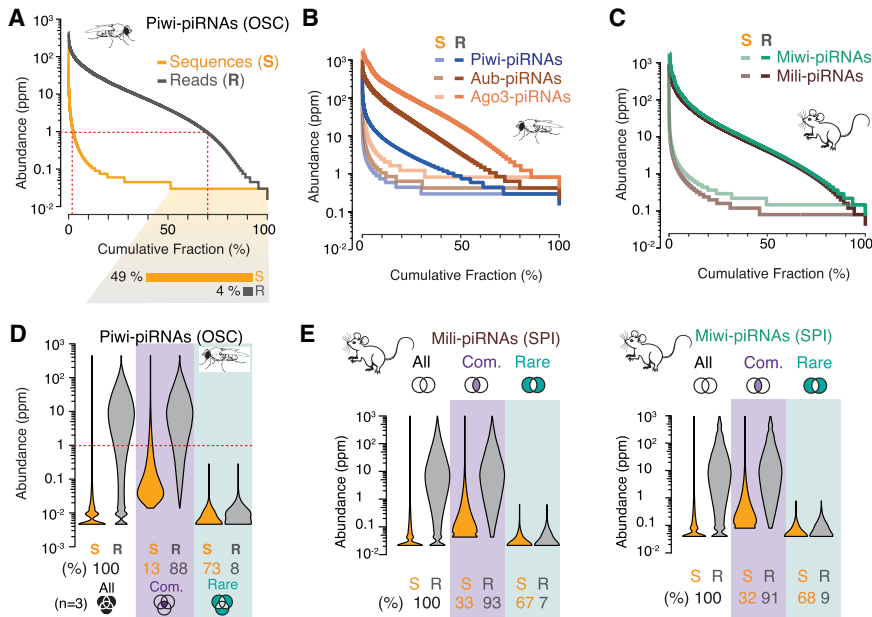 A
Piwi-piRNAs (OSC)
10³
10²
10
1
0.1
10⁻²
Abundance (ppm)
Sequences (S)
Reads (R)
0
50
100
Cumulative Fraction (%)
49 %
S
4 %
R
B
10³
10²
10
1
0.1
10⁻²
Abundance (ppm)
S R
Piwi-piRNAs
Aub-piRNAs
Ago3-piRNAs
0
50
100
Cumulative Fraction (%)
C
10³
10²
10
1
0.1
10⁻²
Abundance (ppm)
S R
Miwi-piRNAs
Mili-piRNAs
0
50
100
Cumulative Fraction (%)
D
Piwi-piRNAs (OSC)
10³
10²
10
1
0.1
10⁻²
10⁻³
Abundance (ppm)
S R S R S R
(%) 100 13 88 73 8
All Com. Rare
(n=3)
E
Mili-piRNAs (SPI)
All Com. Rare
10³
10²
10
1
0.1
10⁻²
Abundance (ppm)
S R S R S R
(%) 100 33 93 67 7
Miwi-piRNAs (SPI)
All Com. Rare
10³
10²
10
1
0.1
10⁻²
Abundance (ppm)
S R S R S R
(%) 100 32 91 68 9